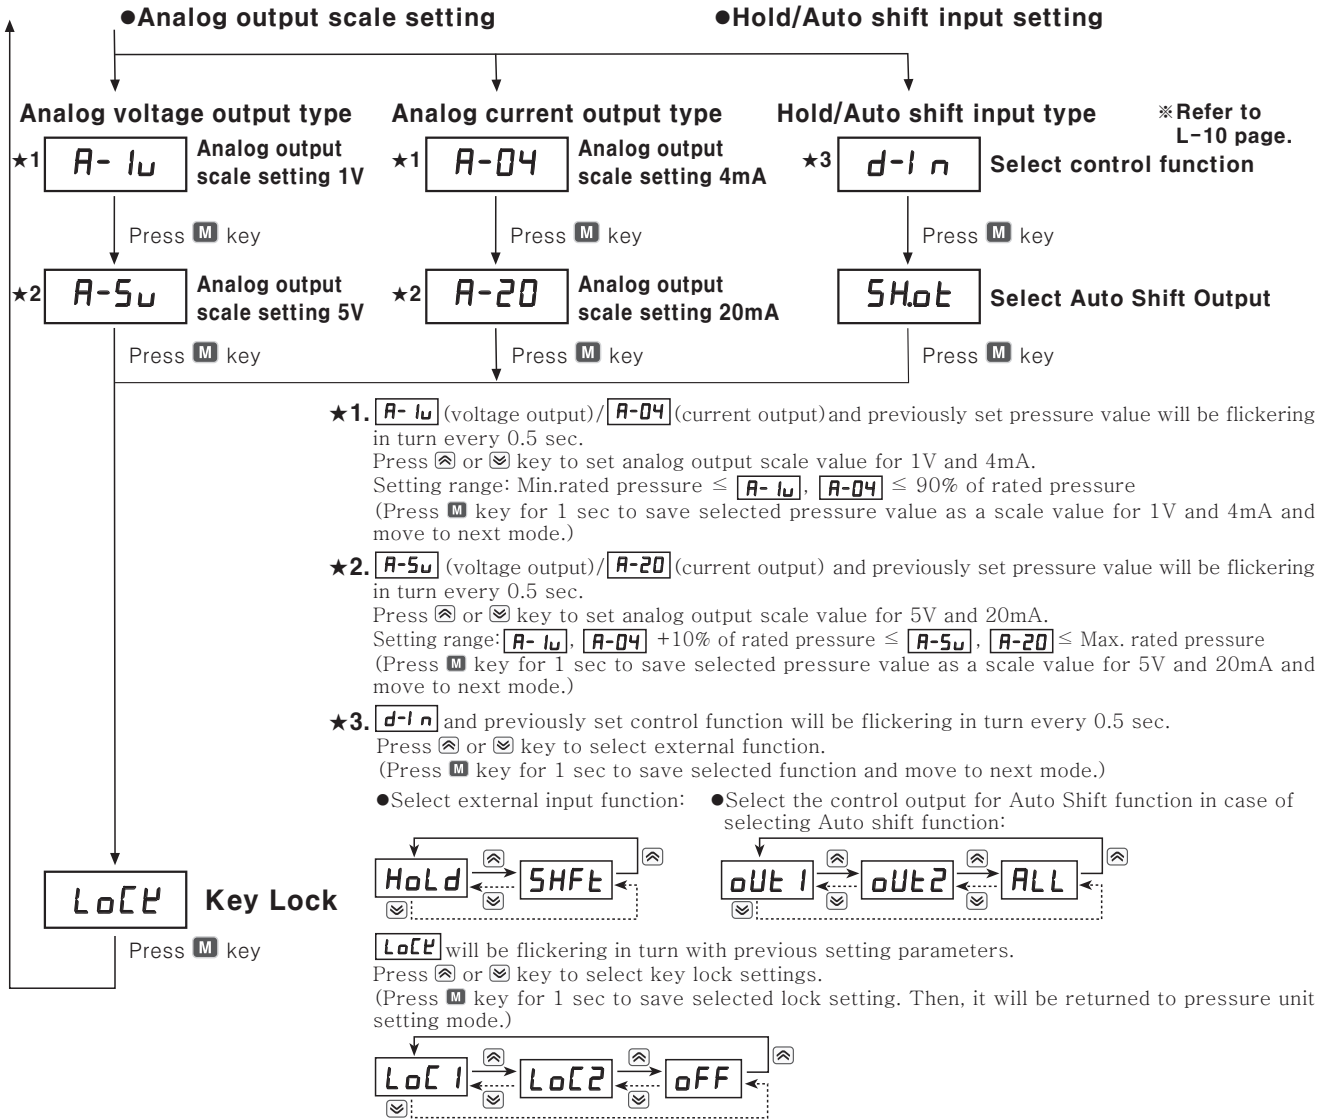 ●Analog output scale setting
●Hold/Auto shift input setting
Analog voltage output type
Analog current output type
Hold/Auto shift input type
※Refer to
L-10 page.
★1 A-1v Analog output
scale setting 1V
★1 A-04 Analog output
scale setting 4mA
★3 d-In Select control function
Press M key
Press M key
Press M key
★2 A-5v Analog output
scale setting 5V
★2 A-20 Analog output
scale setting 20mA
SH.ot Select Auto Shift Output
Press M key
Press M key
Press M key
★1. A-1v (voltage output)/ A-04 (current output)and previously set pressure value will be flickering
in turn every 0.5 sec.
Press or key to set analog output scale value for 1V and 4mA.
Setting range: Min.rated pressure ≤ A-1v, A-04 ≤ 90% of rated pressure
(Press M key for 1 sec to save selected pressure value as a scale value for 1V and 4mA and
move to next mode.)
★2. A-5v (voltage output)/ A-20 (current output) and previously set pressure value will be flickering
in turn every 0.5 sec.
Press or key to set analog output scale value for 5V and 20mA.
Setting range: A-1v, A-04 +10% of rated pressure ≤ A-5v, A-20 ≤ Max. rated pressure
(Press M key for 1 sec to save selected pressure value as a scale value for 5V and 20mA and
move to next mode.)
★3. d-In and previously set control function will be flickering in turn every 0.5 sec.
Press or key to select external function.
(Press M key for 1 sec to save selected function and move to next mode.)
●Select external input function:
HoLd SHFt
●Select the control output for Auto Shift function in case of
selecting Auto shift function:
oUt1 oUt2 ALL
LoCK Key Lock
Press M key
LoCK will be flickering in turn with previous setting parameters.
Press or key to select key lock settings.
(Press M key for 1 sec to save selected lock setting. Then, it will be returned to pressure unit
setting mode.)
LoC1 LoC2 oFF